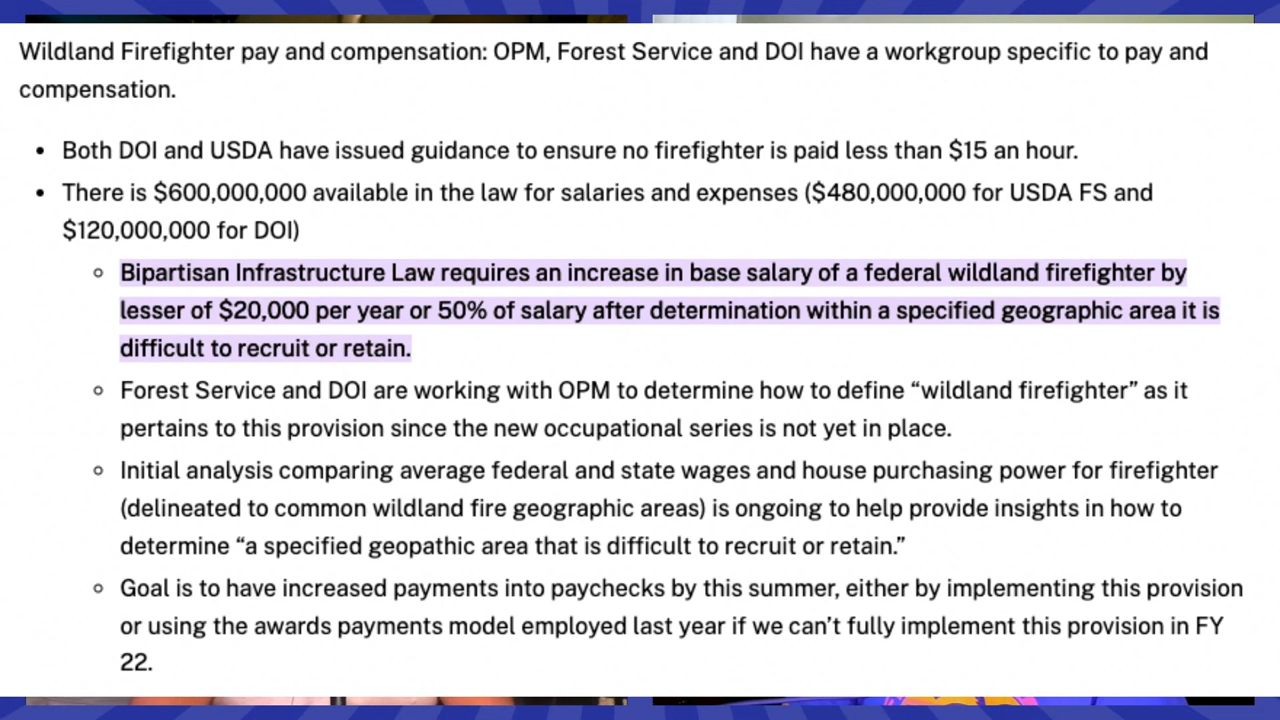 Wildland Firefighter pay and compensation: OPM, Forest Service and DOI have a workgroup specific to pay and
compensation.
• Both DOI and USDA have issued guidance to ensure no firefighter is paid less than $15 an hour.
• There is $600,000,000 available in the law for salaries and expenses ($480,000,000 for USDA FS and
$120,000,000 for DOI)
◦ Bipartisan Infrastructure Law requires an increase in base salary of a federal wildland firefighter by
lesser of $20,000 per year or 50% of salary after determination within a specified geographic area it is
difficult to recruit or retain.
◦ Forest Service and DOI are working with OPM to determine how to define “wildland firefighter” as it
pertains to this provision since the new occupational series is not yet in place.
◦ Initial analysis comparing average federal and state wages and house purchasing power for firefighter
(delineated to common wildland fire geographic areas) is ongoing to help provide insights in how to
determine “a specified geopathic area that is difficult to recruit or retain.”
◦ Goal is to have increased payments into paychecks by this summer, either by implementing this provision
or using the awards payments model employed last year if we can’t fully implement this provision in FY
22.